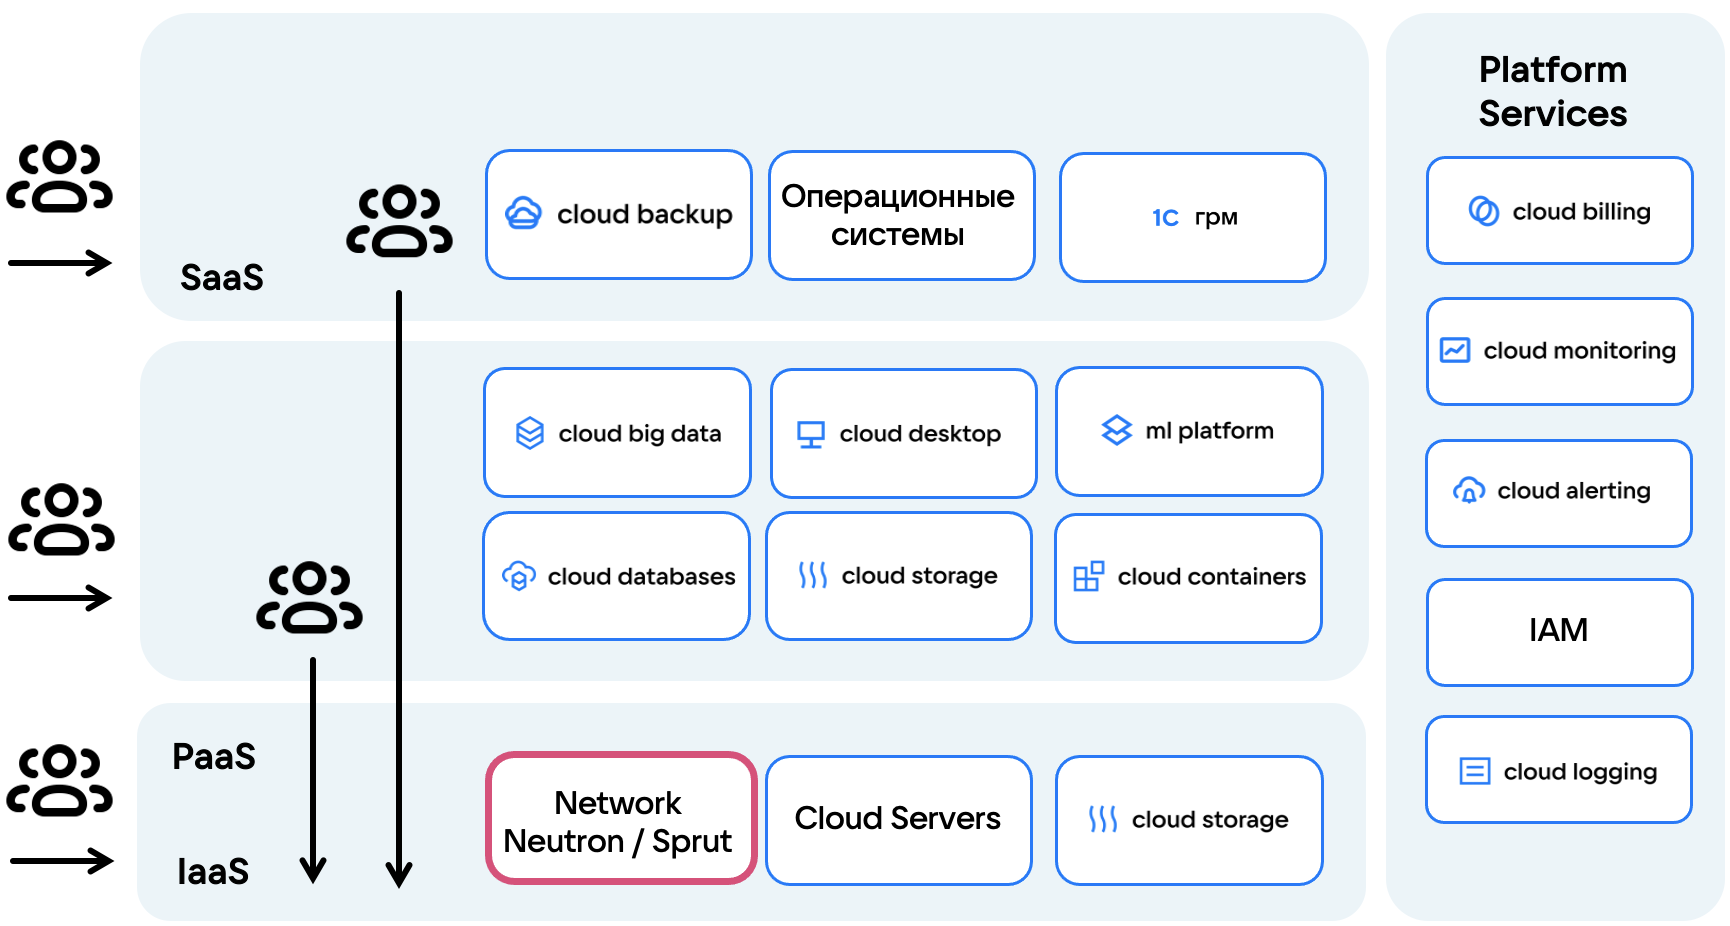 SaaS
cloud backup
Операционные
системы
1С грм
cloud big data
cloud desktop
ml platform
cloud databases
cloud storage
cloud containers
PaaS
IaaS
Network
Neutron / Sprut
Cloud Servers
cloud storage
Platform
Services
cloud billing
cloud monitoring
cloud alerting
IAM
cloud logging